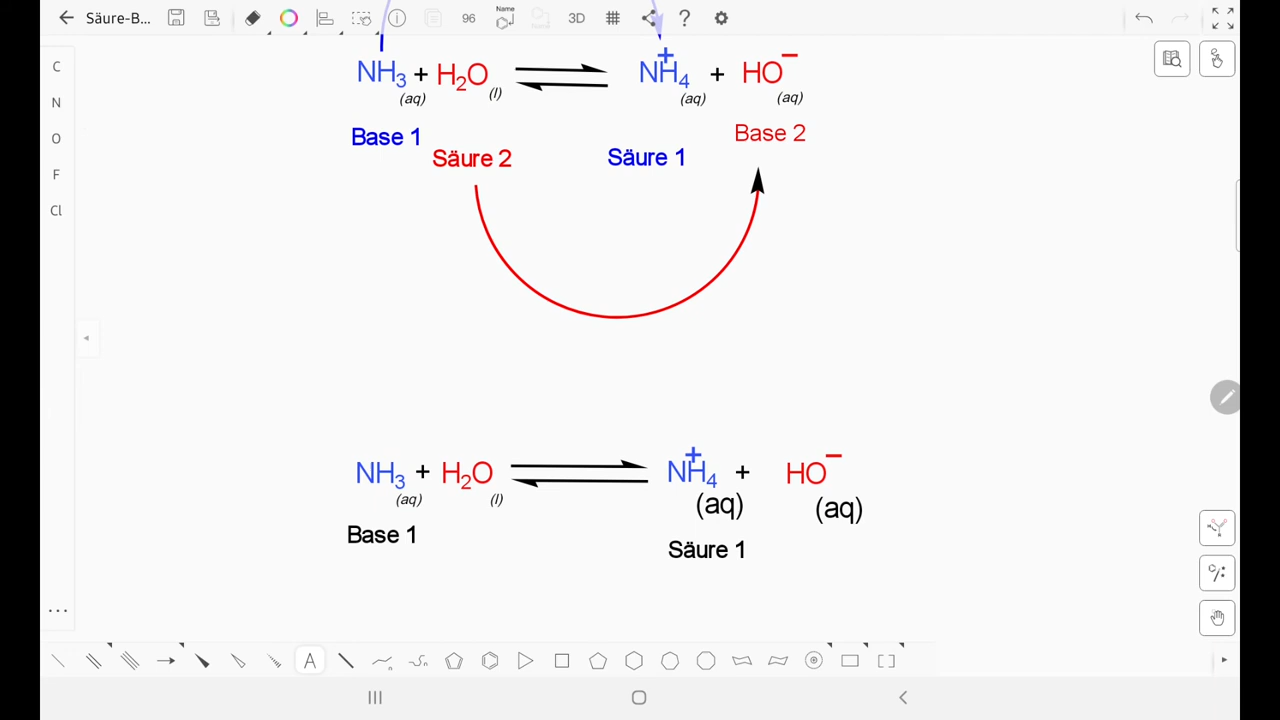 Säure-B... 96 Name 3D ?
C
N
O
F
Cl
...
NH3 (aq) + H2O (l) ⇌ NH4+ (aq) + HO− (aq)
Base 1 Säure 2 Säure 1 Base 2
NH3 (aq) + H2O (l) ⇌ NH4+ (aq) + HO− (aq)
Base 1 Säure 1
A